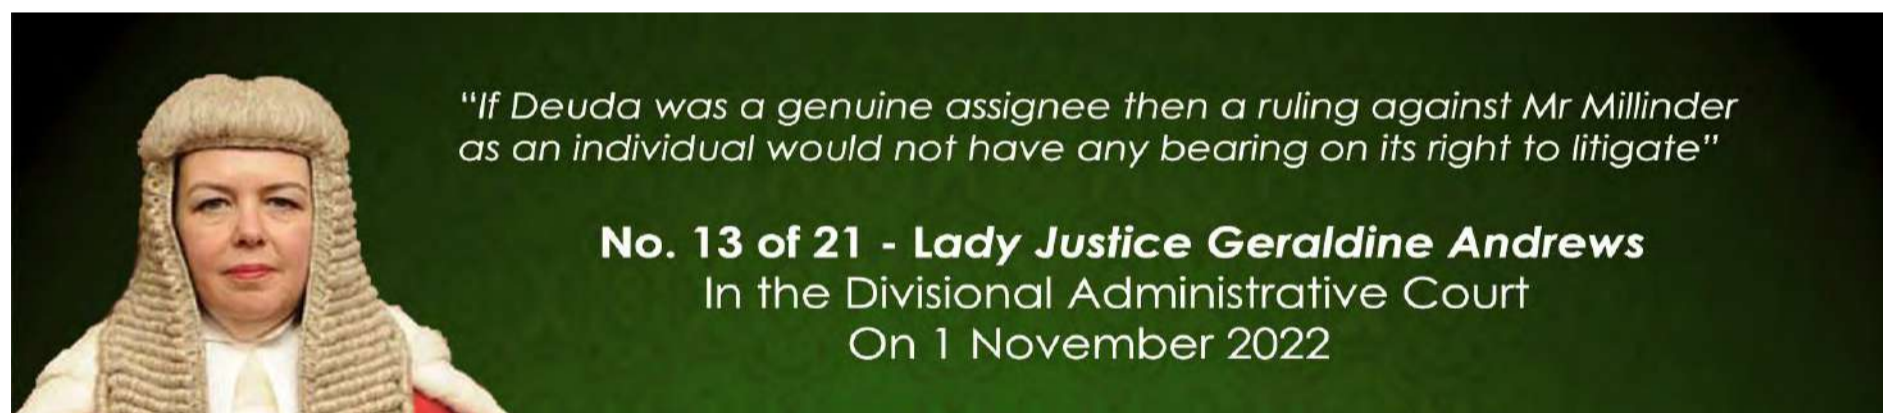 “If Deuda was a genuine assignee then a ruling against Mr Millinder
as an individual would not have any bearing on its right to litigate”
No. 13 of 21 - Lady Justice Geraldine Andrews
In the Divisional Administrative Court
On 1 November 2022